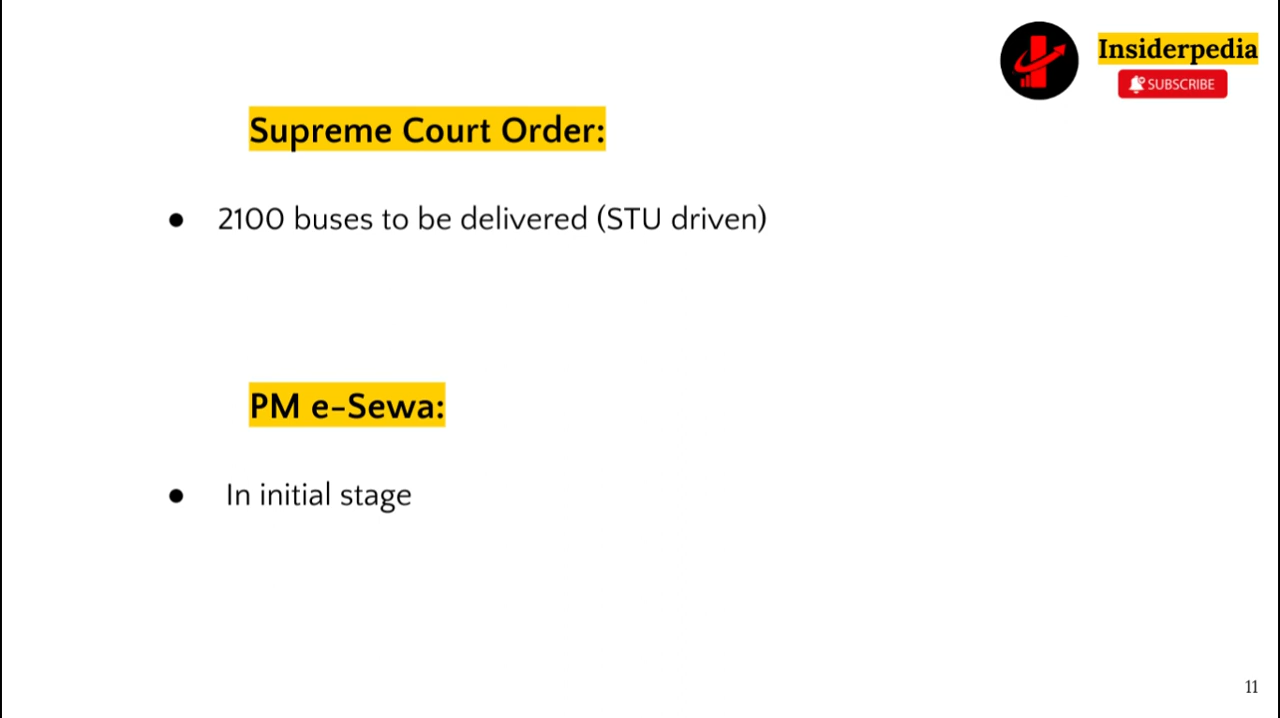 Insiderpedia
SUBSCRIBE
Supreme Court Order:
● 2100 buses to be delivered (STU driven)
PM e-Sewa:
● In initial stage
11